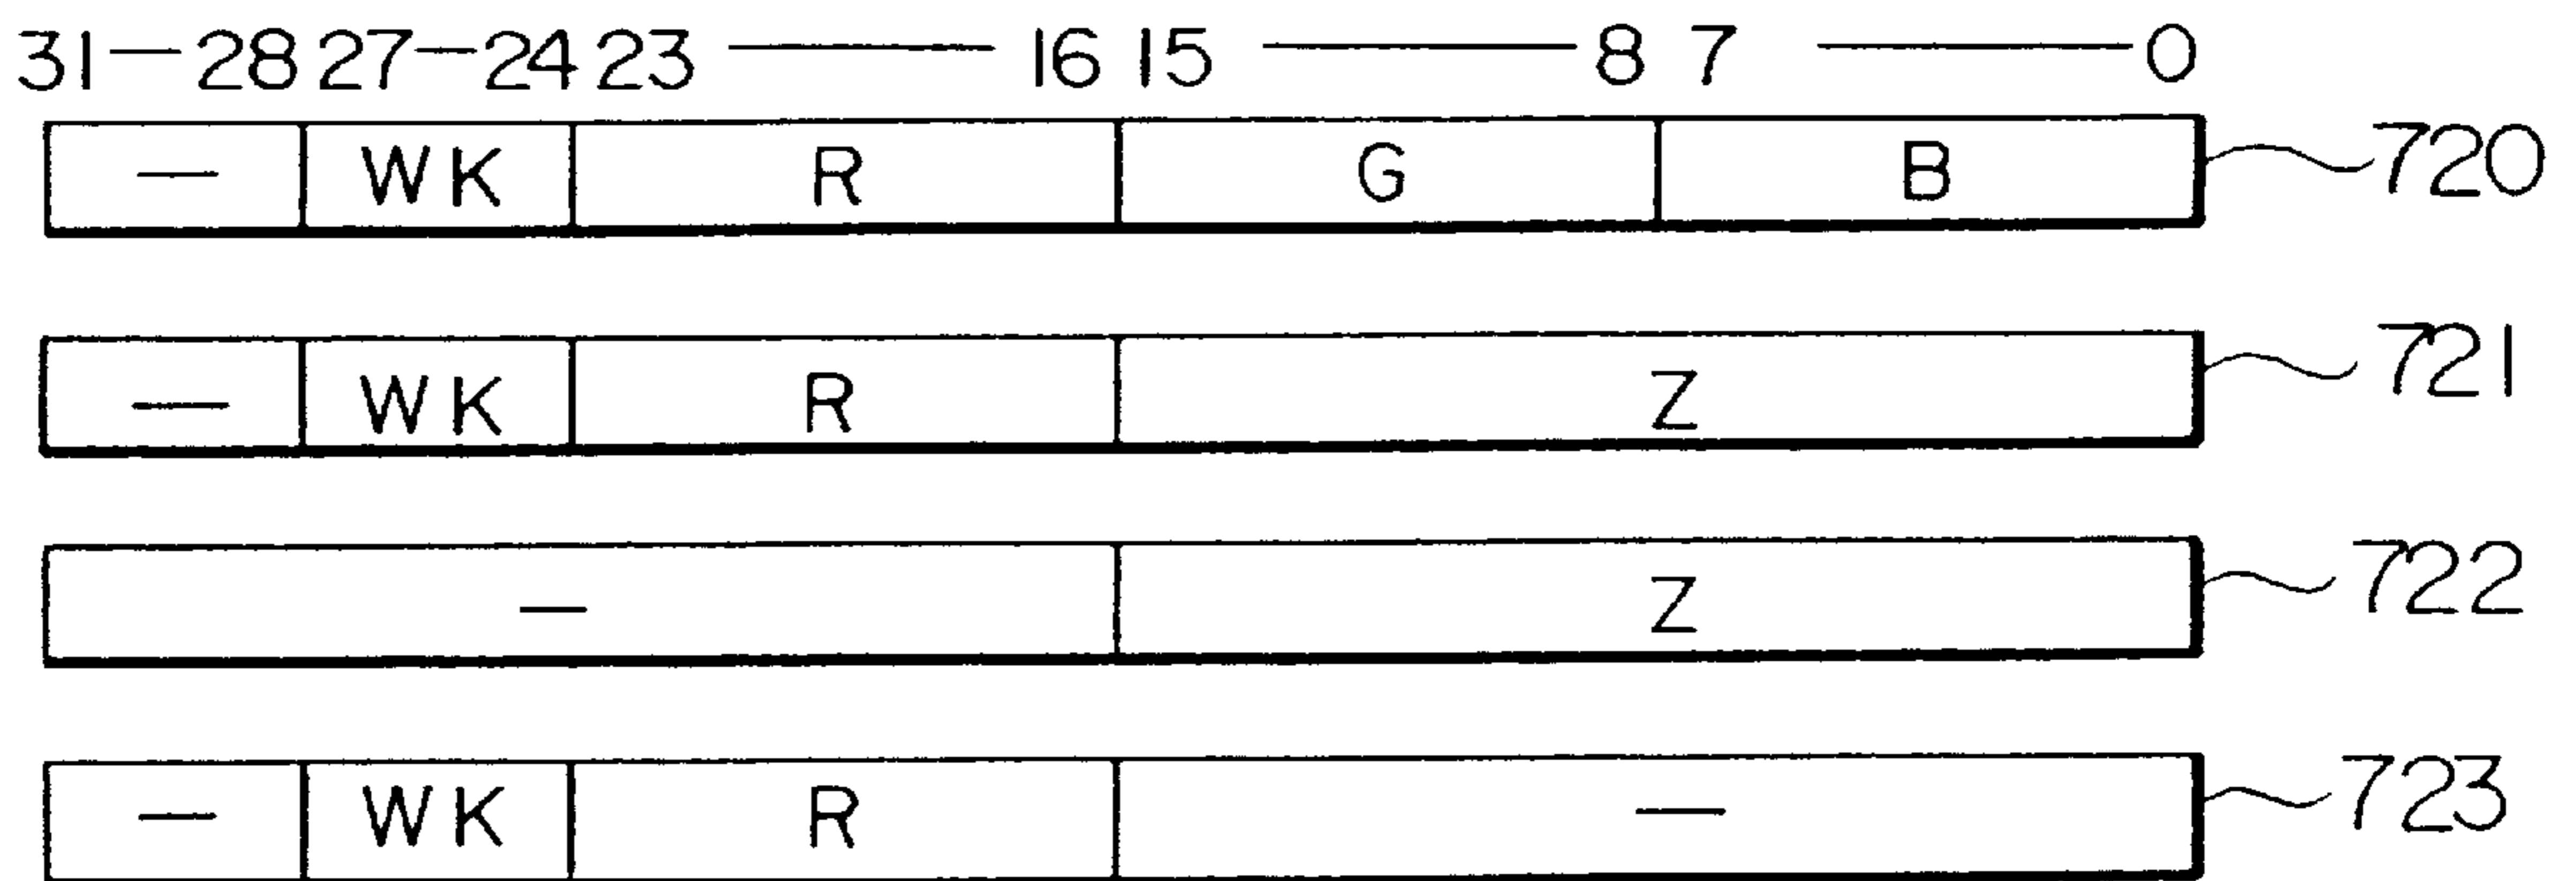 31—28 27—24 23 — 16 15 — 8 7 — 0
— WK R G B 720
— WK R Z 721
— Z 722
— WK R — 723